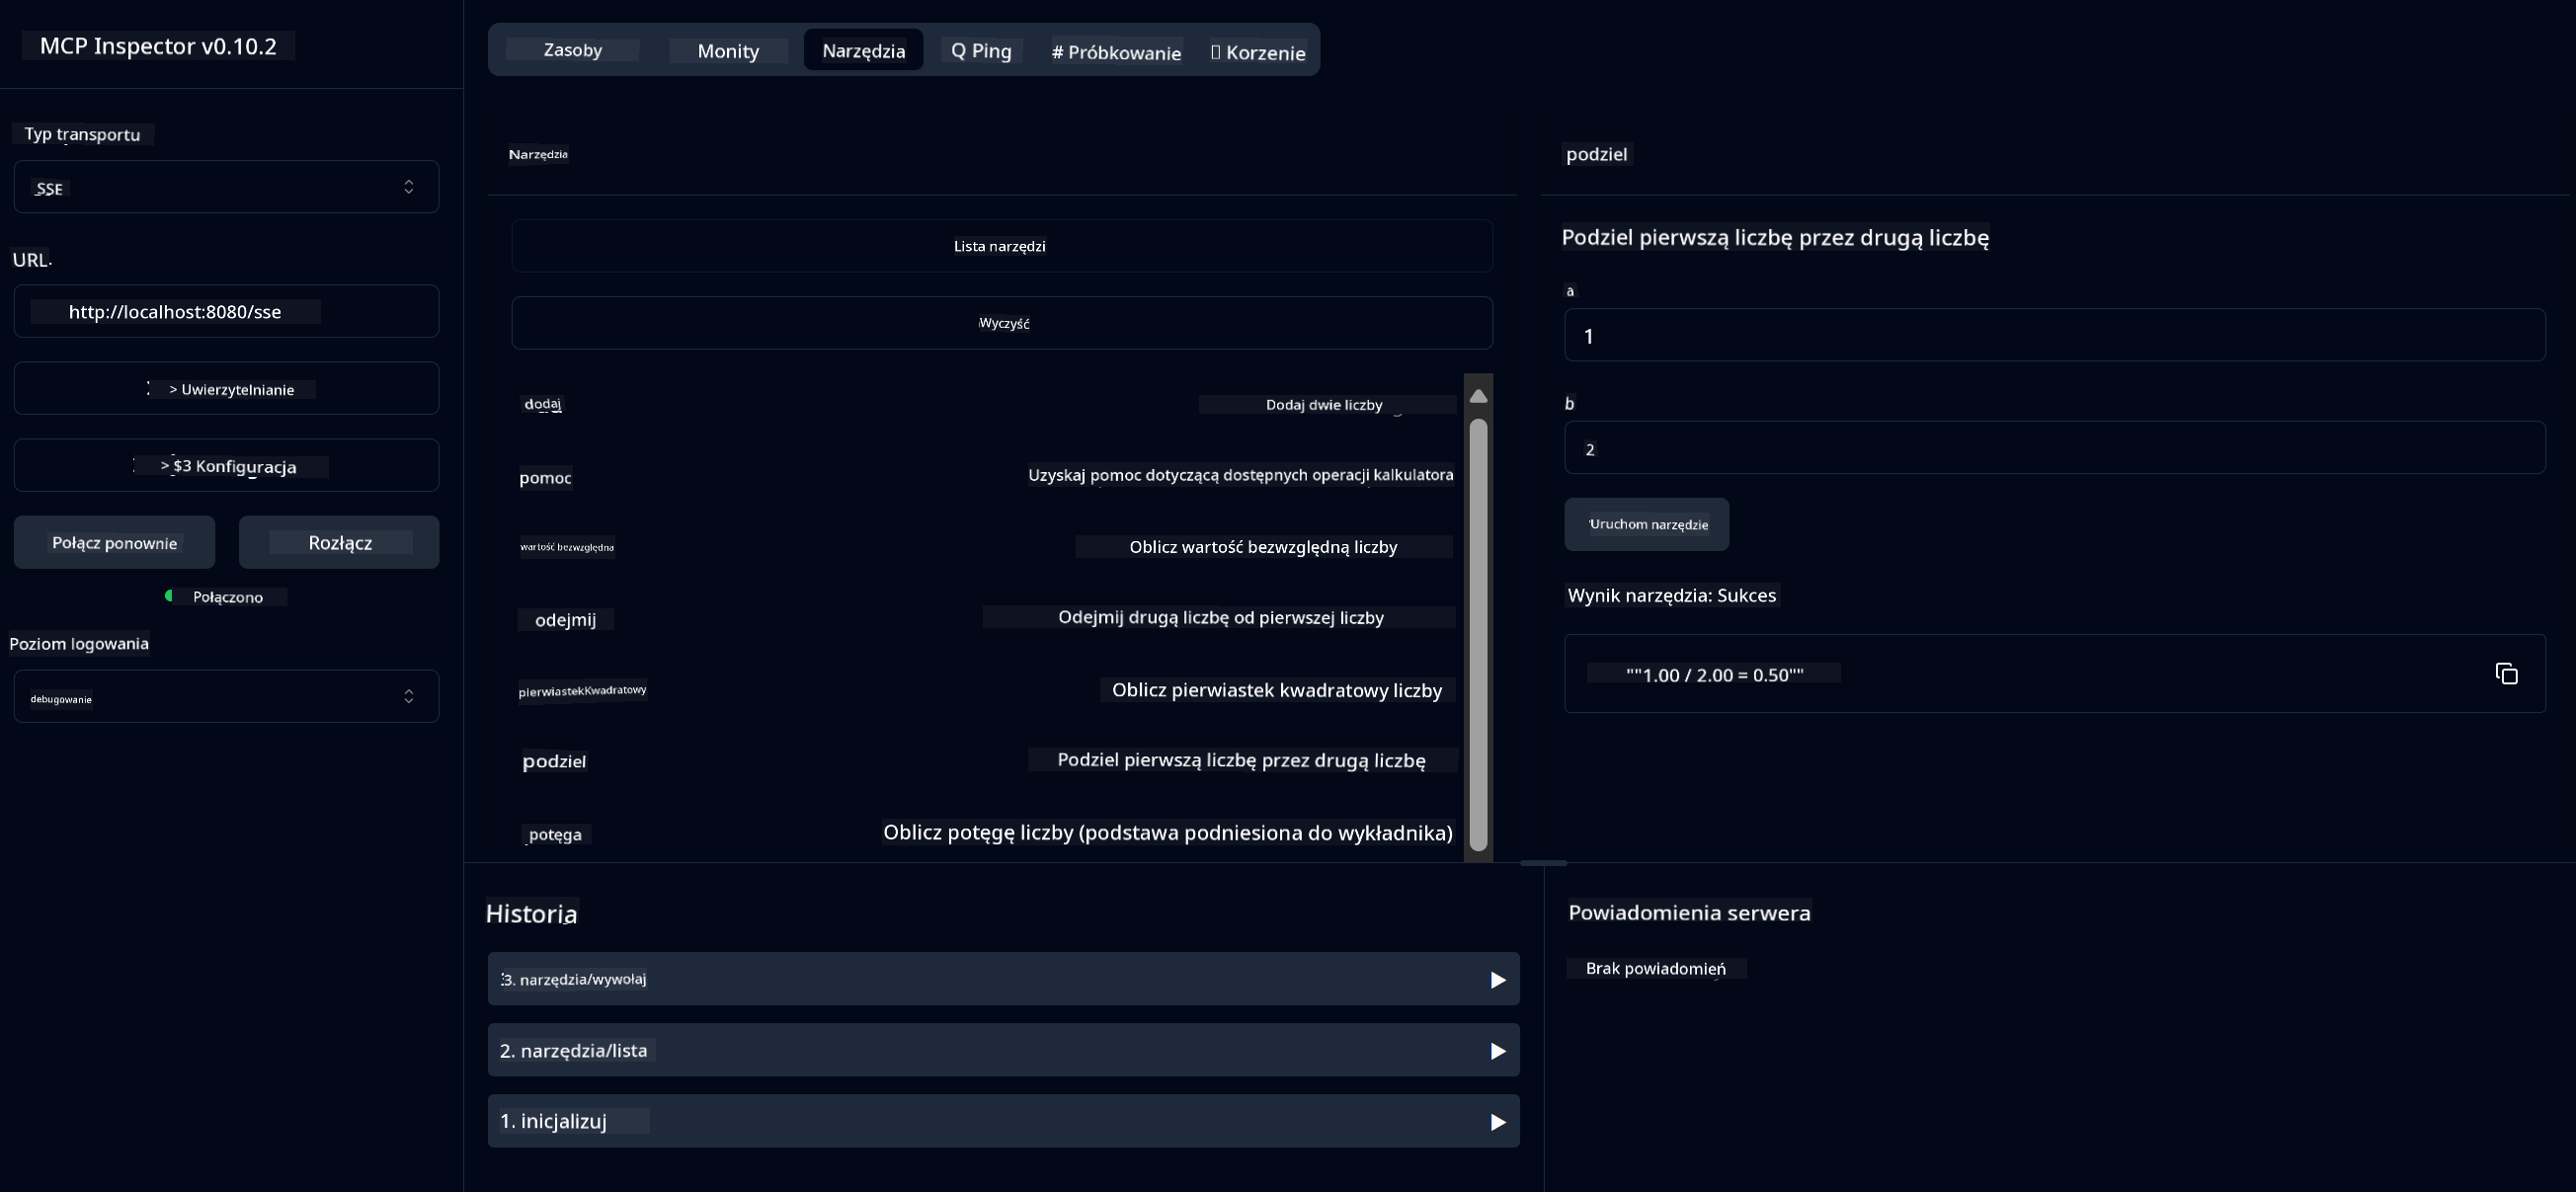 MCP Inspector v0.10.2
Typ transportu
SSE
URL
http://localhost:8080/sse
> Uwierzytelnianie
> $3 Konfiguracja
Połącz ponownie
Rozłącz
Połączono
Poziom logowania
debugowanie
Zasoby
Monity
Narzędzia
Q Ping
# Próbkowanie
Korzenie
Narzędzia
Lista narzędzi
Wyczyść
dodaj
Dodaj dwie liczby
pomoc
Uzyskaj pomoc dotyczącą dostępnych operacji kalkulatora
wartość bezwzględna
Oblicz wartość bezwzględną liczby
odejmij
Odejmij drugą liczbę od pierwszej liczby
pierwiastekKwadratowy
Oblicz pierwiastek kwadratowy liczby
podziel
Podziel pierwszą liczbę przez drugą liczbę
potęga
Oblicz potęgę liczby (podstawa podniesiona do wykładnika)
podziel
Podziel pierwszą liczbę przez drugą liczbę
a
1
b
2
Uruchom narzędzie
Wynik narzędzia: Sukces
""1.00 / 2.00 = 0.50""
Historia
3. narzędzia/wywołaj
2. narzędzia/lista
1. inicjalizuj
Powiadomienia serwera
Brak powiadomień